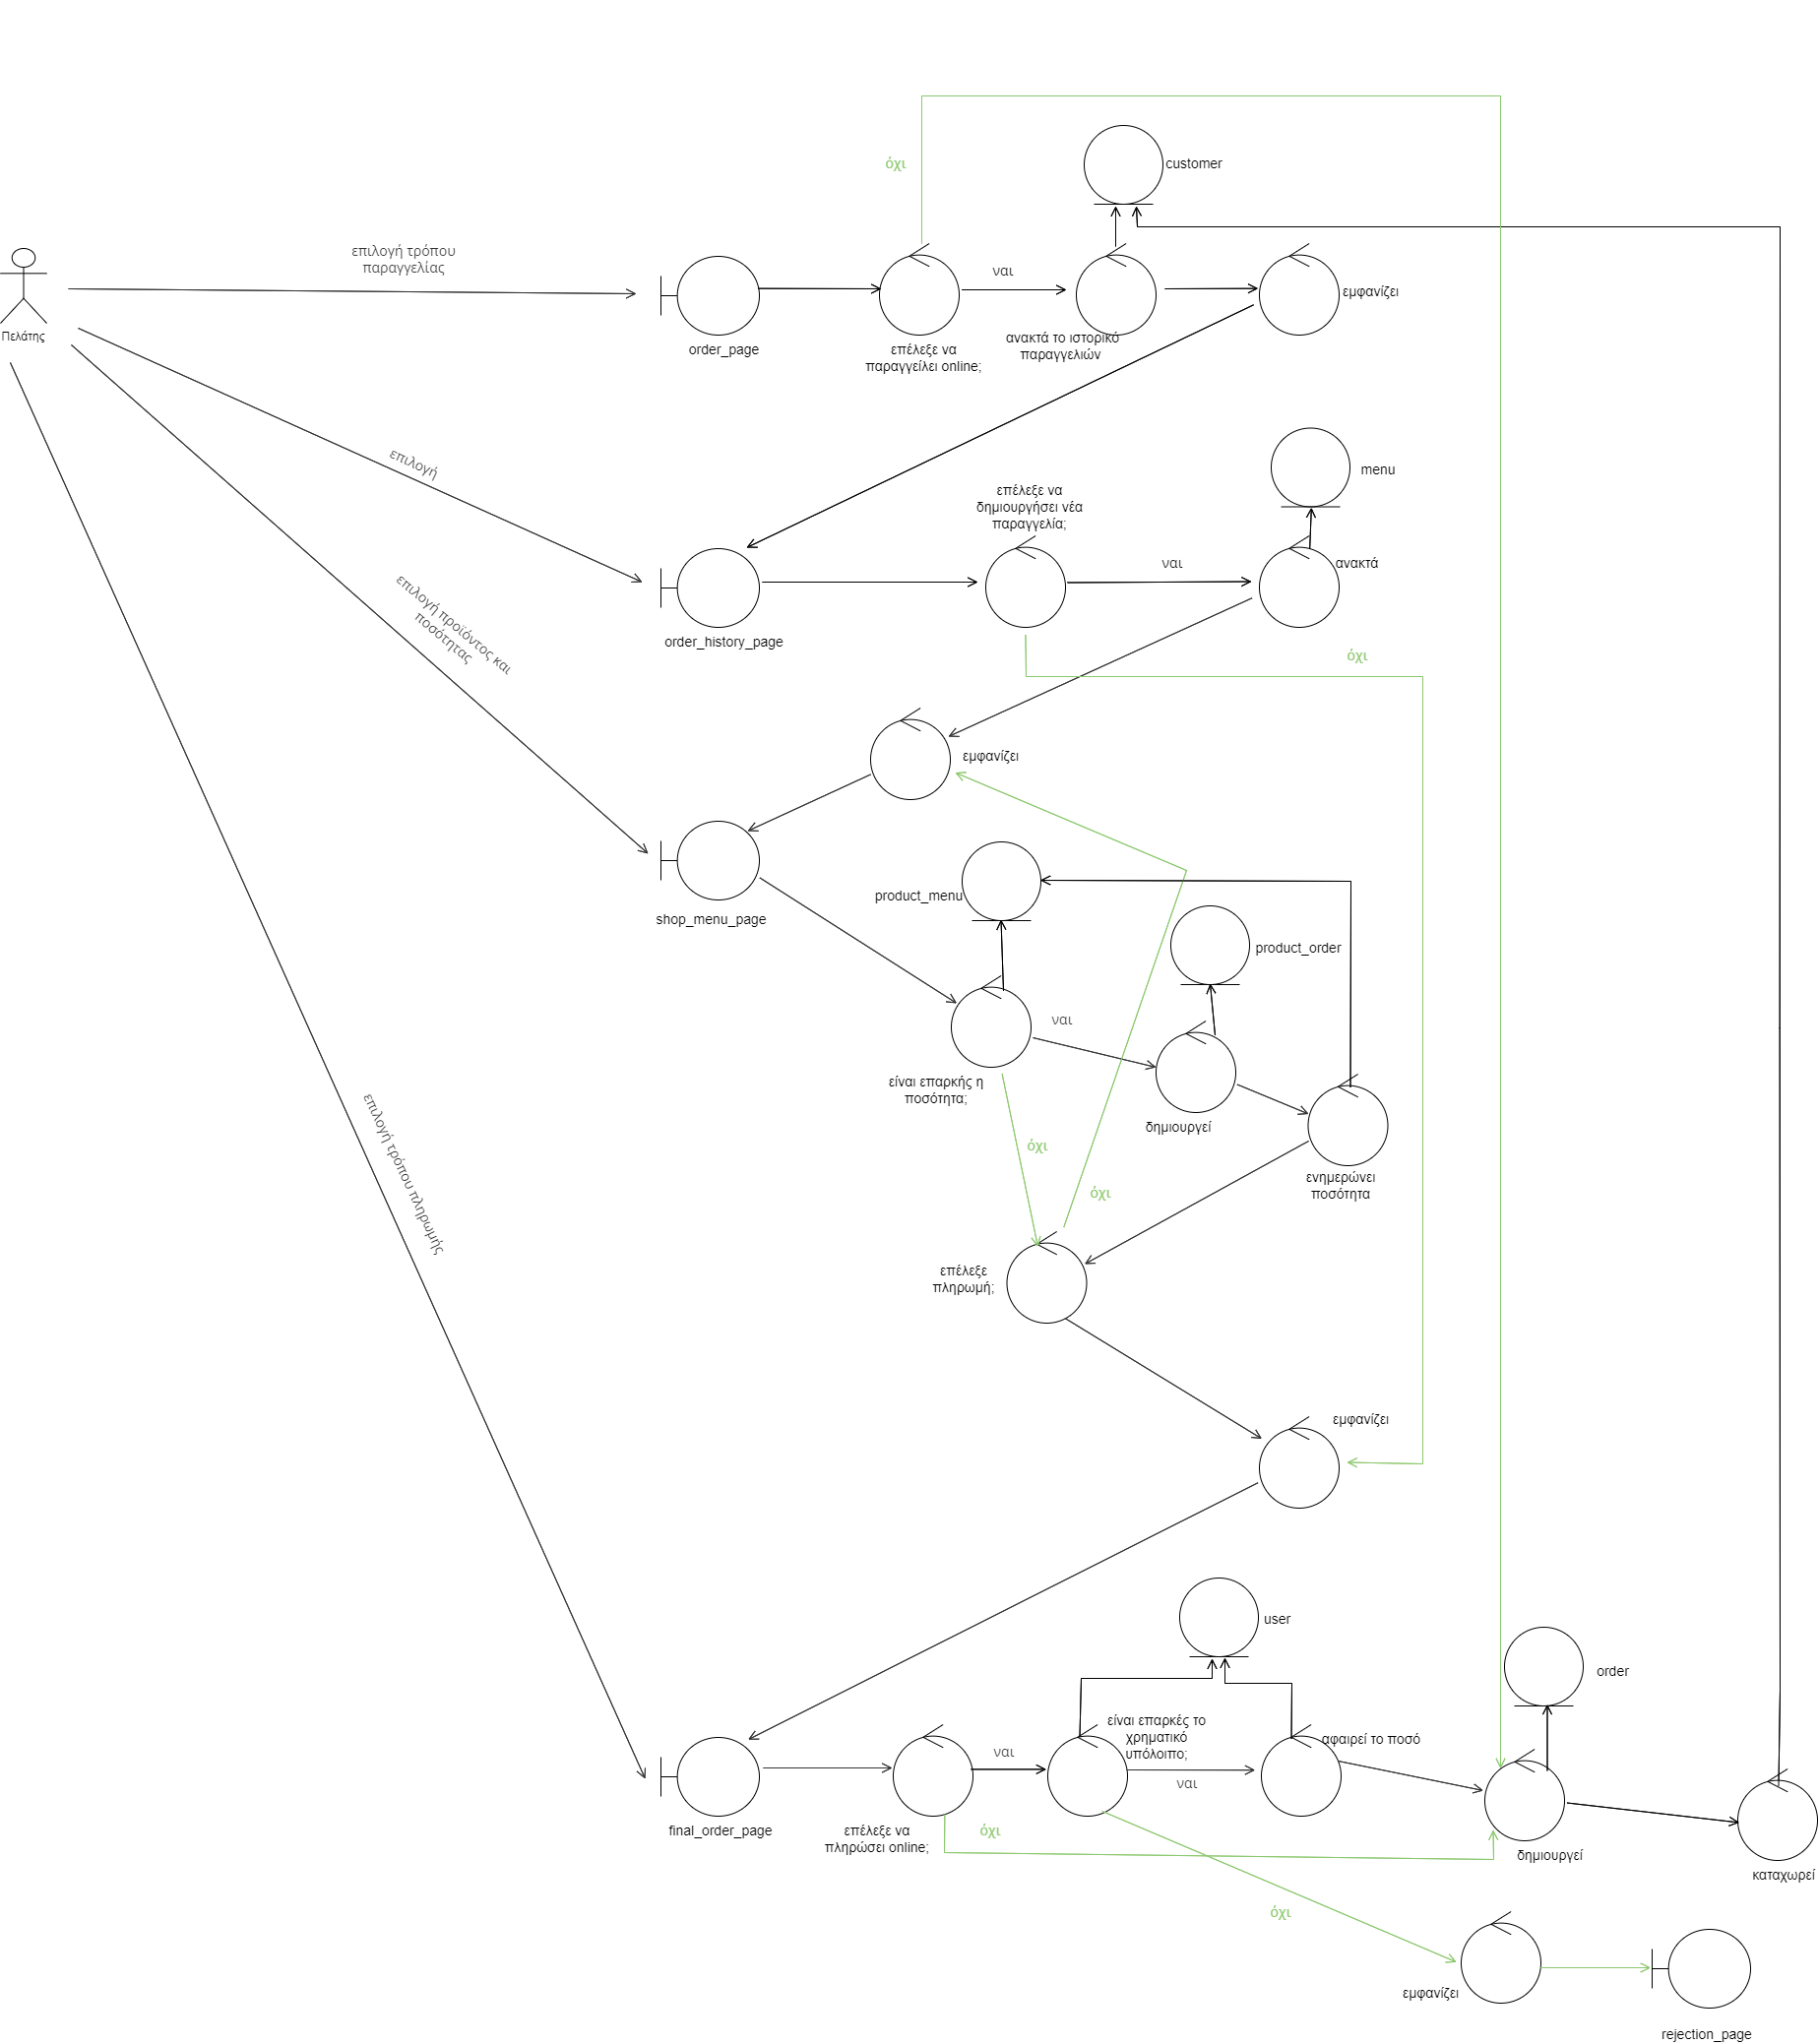 όχι
customer
επιλογή τρόπου
παραγγελίας
ναι
εμφανίζει
Πελάτης
order_page
επέλεξε να
παραγγείλει online;
ανακτά το ιστορικό
παραγγελιών
επιλογή
menu
επέλεξε να
δημιουργήσει νέα
παραγγελία;
ναι
ανακτά
επιλογή προϊόντος και
ποσότητας
order_history_page
όχι
εμφανίζει
product_menu
shop_menu_page
product_order
ναι
είναι επαρκής η
ποσότητα;
δημιουργεί
όχι
επιλογή τρόπου πληρωμής
ενημερώνει
ποσότητα
όχι
επέλεξε
πληρωμή;
εμφανίζει
user
order
είναι επαρκές το
χρηματικό
υπόλοιπο;
αφαιρεί το ποσό
ναι
ναι
final_order_page
επέλεξε να
πληρώσει online;
όχι
δημιουργεί
καταχωρεί
όχι
εμφανίζει
rejection_page